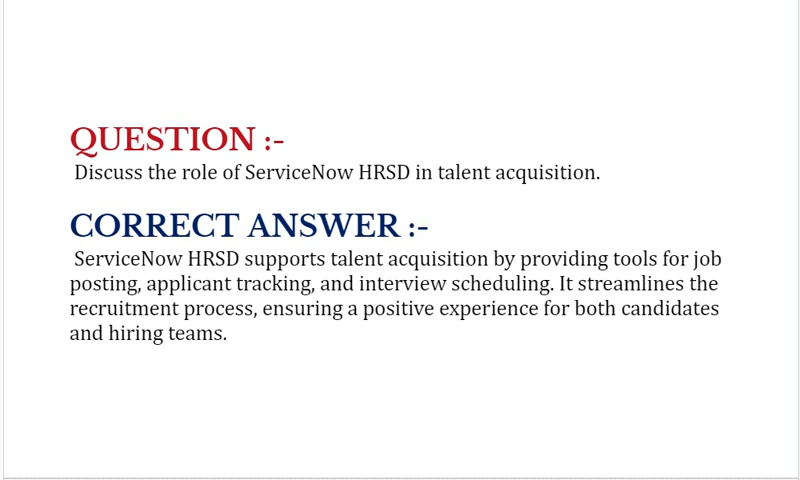 QUESTION :-
Discuss the role of ServiceNow HRSD in talent acquisition.
CORRECT ANSWER :-
ServiceNow HRSD supports talent acquisition by providing tools for job
posting, applicant tracking, and interview scheduling. It streamlines the
recruitment process, ensuring a positive experience for both candidates
and hiring teams.